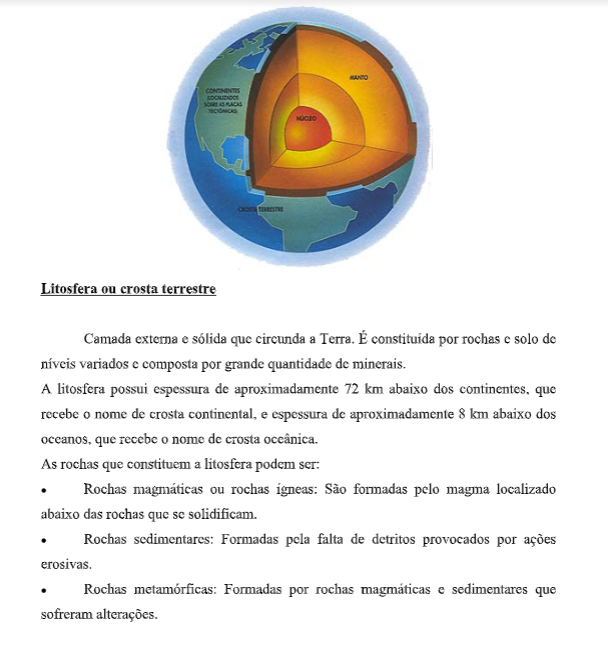 CONTINENTES
(LOCALIZADOS
SOBRE AS PLACAS
TECTÔNICAS)
MANTO
NÚCLEO
CROSTA TERRESTRE
Litosfera ou crosta terrestre
Camada externa e sólida que circunda a Terra. É constituída por rochas e solo de
níveis variados e composta por grande quantidade de minerais.
A litosfera possui espessura de aproximadamente 72 km abaixo dos continentes, que
recebe o nome de crosta continental, e espessura de aproximadamente 8 km abaixo dos
oceanos, que recebe o nome de crosta oceânica.
As rochas que constituem a litosfera podem ser:
• Rochas magmáticas ou rochas ígneas: São formadas pelo magma localizado
abaixo das rochas que se solidificam.
• Rochas sedimentares: Formadas pela falta de detritos provocados por ações
erosivas.
• Rochas metamórficas: Formadas por rochas magmáticas e sedimentares que
sofreram alterações.